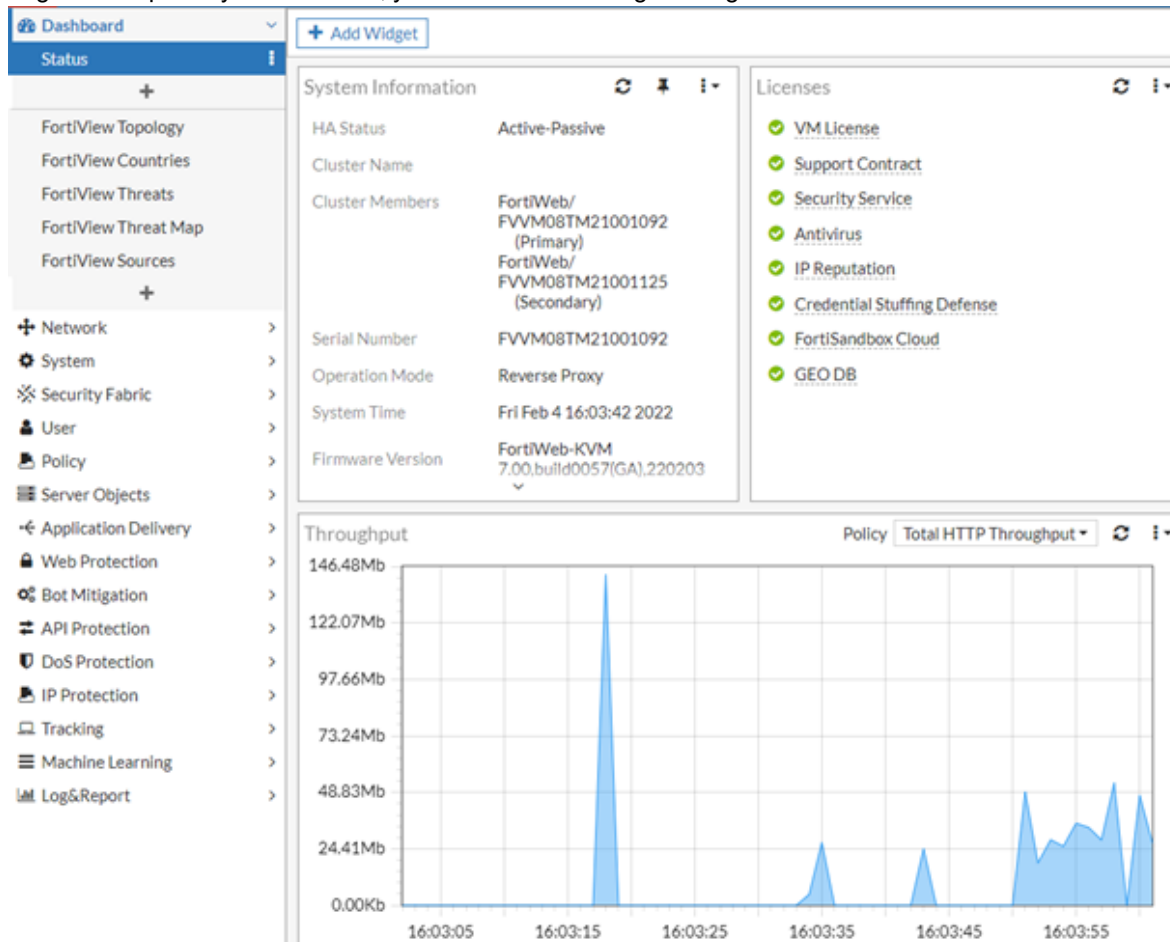 Dashboard
Status
FortiView Topology
FortiView Countries
FortiView Threats
FortiView Threat Map
FortiView Sources
Network
System
Security Fabric
User
Policy
Server Objects
Application Delivery
Web Protection
Bot Mitigation
API Protection
DoS Protection
IP Protection
Tracking
Machine Learning
Log&Report
+ Add Widget
System Information
HA Status Active-Passive
Cluster Name
Cluster Members FortiWeb/
FVVM08TM21001092
(Primary)
FortiWeb/
FVVM08TM21001125
(Secondary)
Serial Number FVVM08TM21001092
Operation Mode Reverse Proxy
System Time Fri Feb 4 16:03:42 2022
Firmware Version FortiWeb-KVM
7.00,build0057(GA),220203
Licenses
VM License
Support Contract
Security Service
Antivirus
IP Reputation
Credential Stuffing Defense
FortiSandbox Cloud
GEO DB
Throughput Policy Total HTTP Throughput
146.48Mb
122.07Mb
97.66Mb
73.24Mb
48.83Mb
24.41Mb
0.00Kb
16:03:05 16:03:15 16:03:25 16:03:35 16:03:45 16:03:55